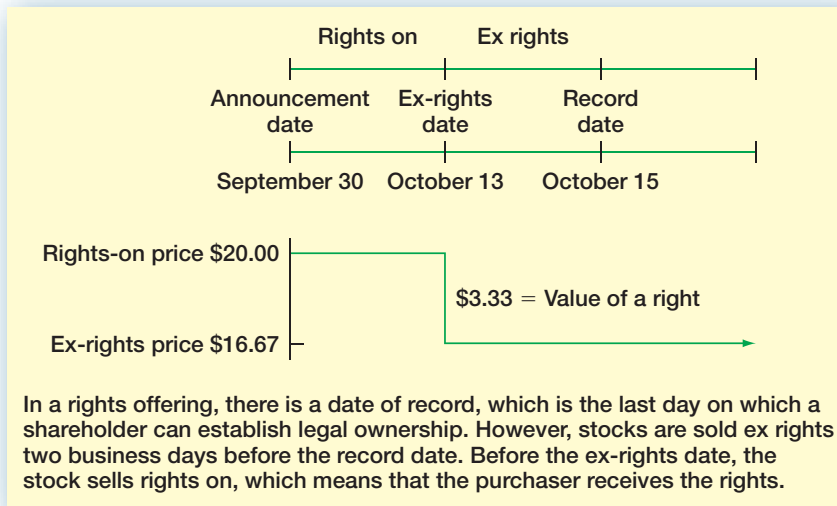 Rights on Ex rights
Announcement date Ex-rights date Record date
September 30 October 13 October 15
Rights-on price $20.00
$3.33 = Value of a right
Ex-rights price $16.67
In a rights offering, there is a date of record, which is the last day on which a
shareholder can establish legal ownership. However, stocks are sold ex rights
two business days before the record date. Before the ex-rights date, the
stock sells rights on, which means that the purchaser receives the rights.